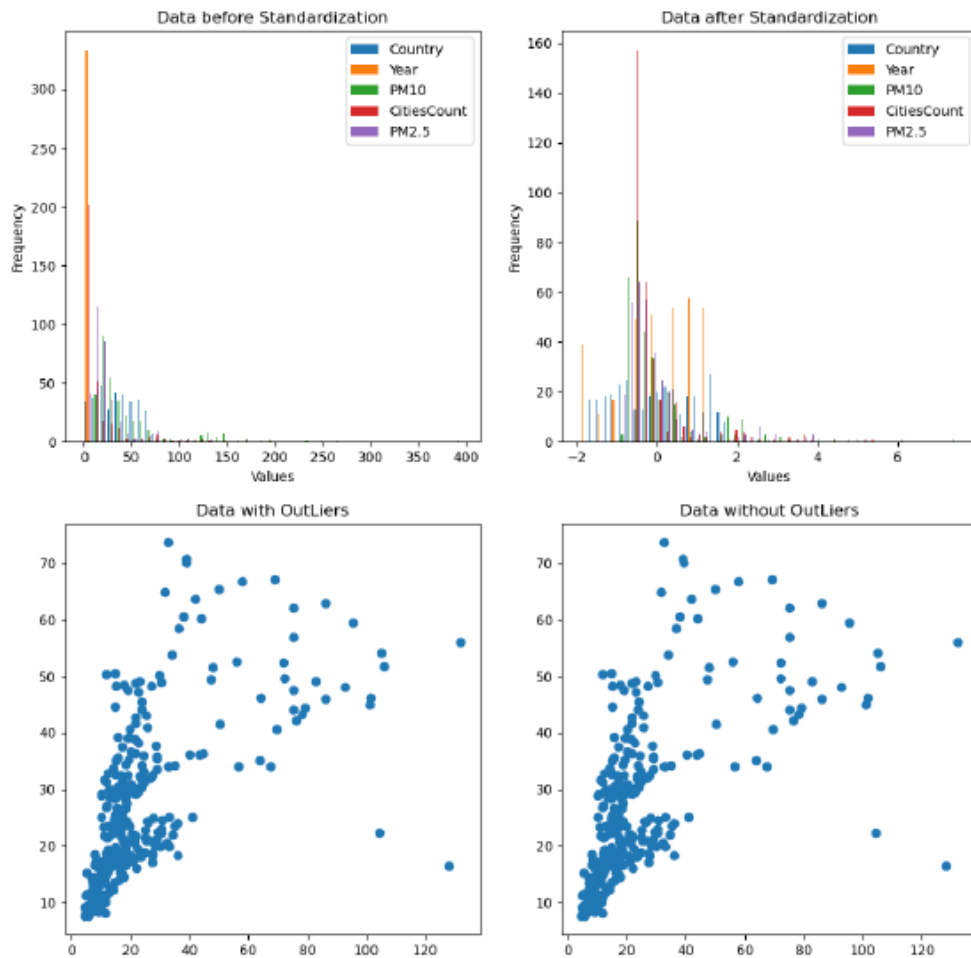 Data before Standardization
Country
Year
PM10
CitiesCount
PM2.5
Frequency
300
250
200
150
100
50
0
0 50 100 150 200 250 300 350 400
Values
Data after Standardization
Country
Year
PM10
CitiesCount
PM2.5
Frequency
160
140
120
100
80
60
40
20
0
−2 0 2 4 6
Values
Data with OutLiers
70
60
50
40
30
20
10
0 20 40 60 80 100 120
Data without OutLiers
70
60
50
40
30
20
10
0 20 40 60 80 100 120